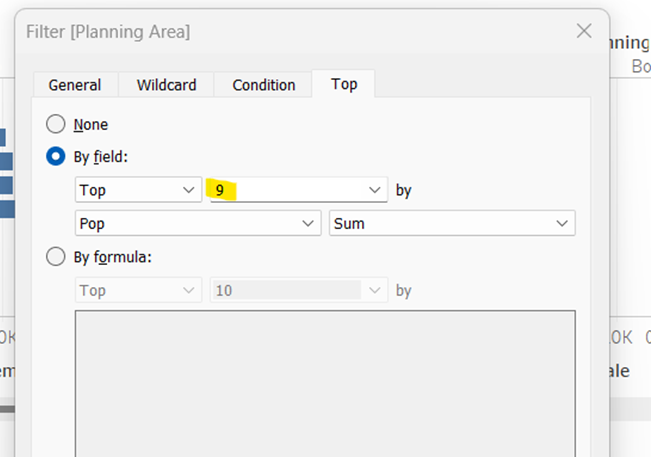 Filter [Planning Area]
nning
Bo
General Wildcard Condition Top
None
By field:
Top 9 by
Pop Sum
By formula:
Top 10 by
0K .0K 0
em ale